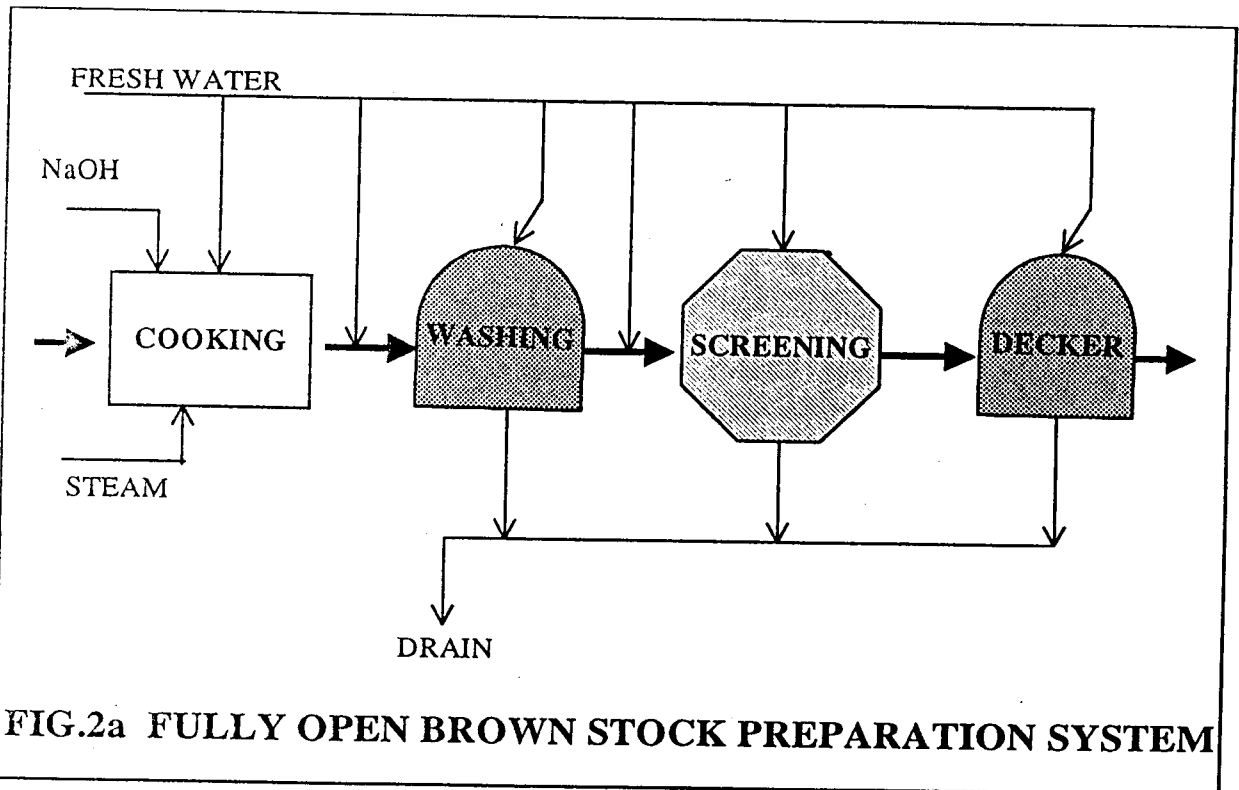 FRESH WATER
NaOH
COOKING
WASHING
SCREENING
DECKER
STEAM
DRAIN
FIG.2a FULLY OPEN BROWN STOCK PREPARATION SYSTEM